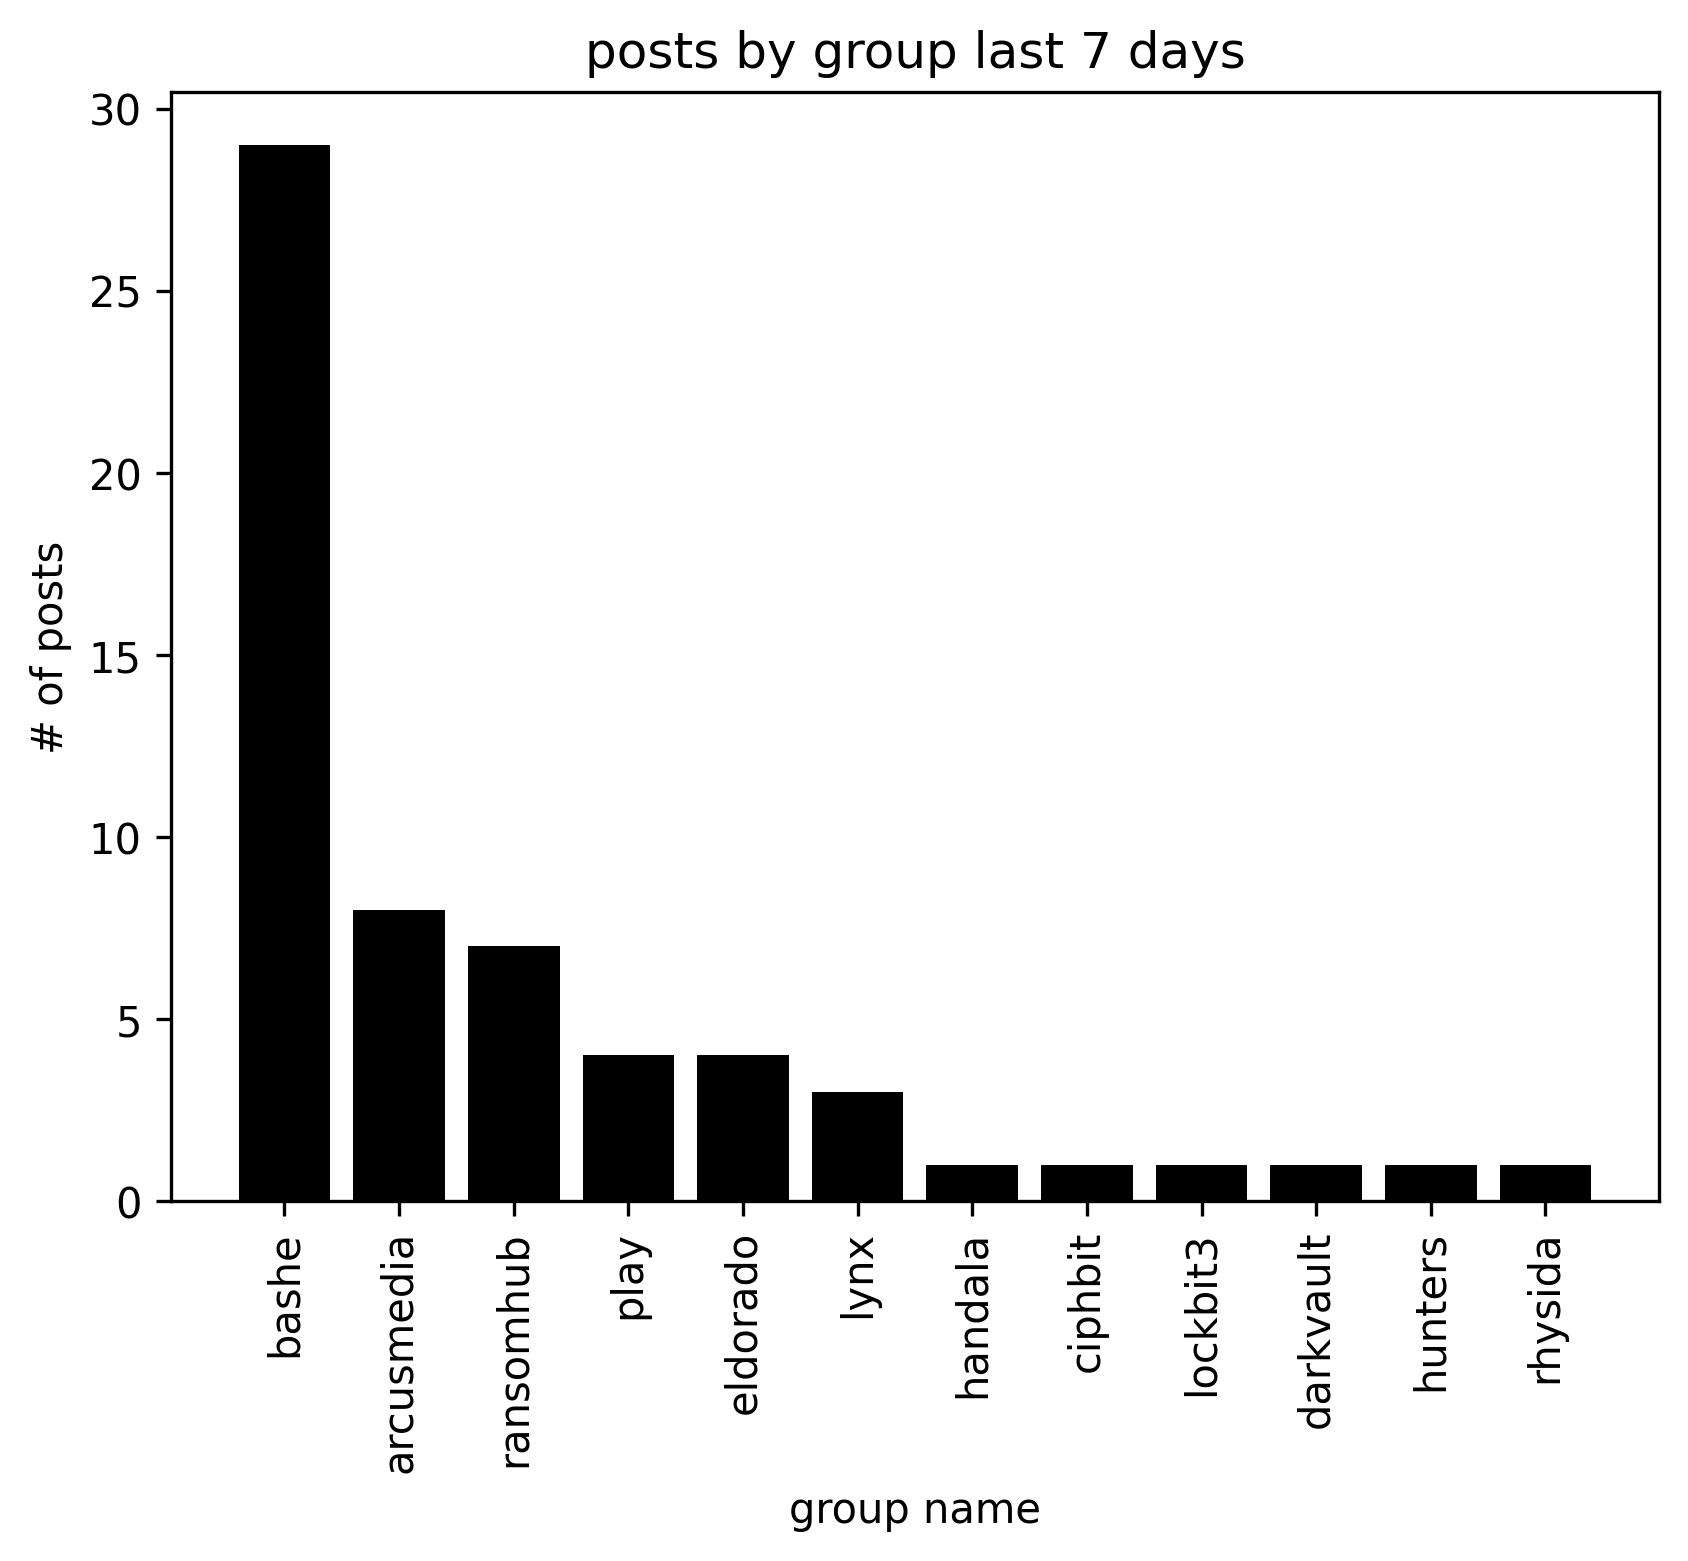 posts by group last 7 days
30
25
20
15
10
5
0
# of posts
bashe
arcusmedia
ransomhub
play
eldorado
lynx
handala
ciphbit
lockbit3
darkvault
hunters
rhysida
group name